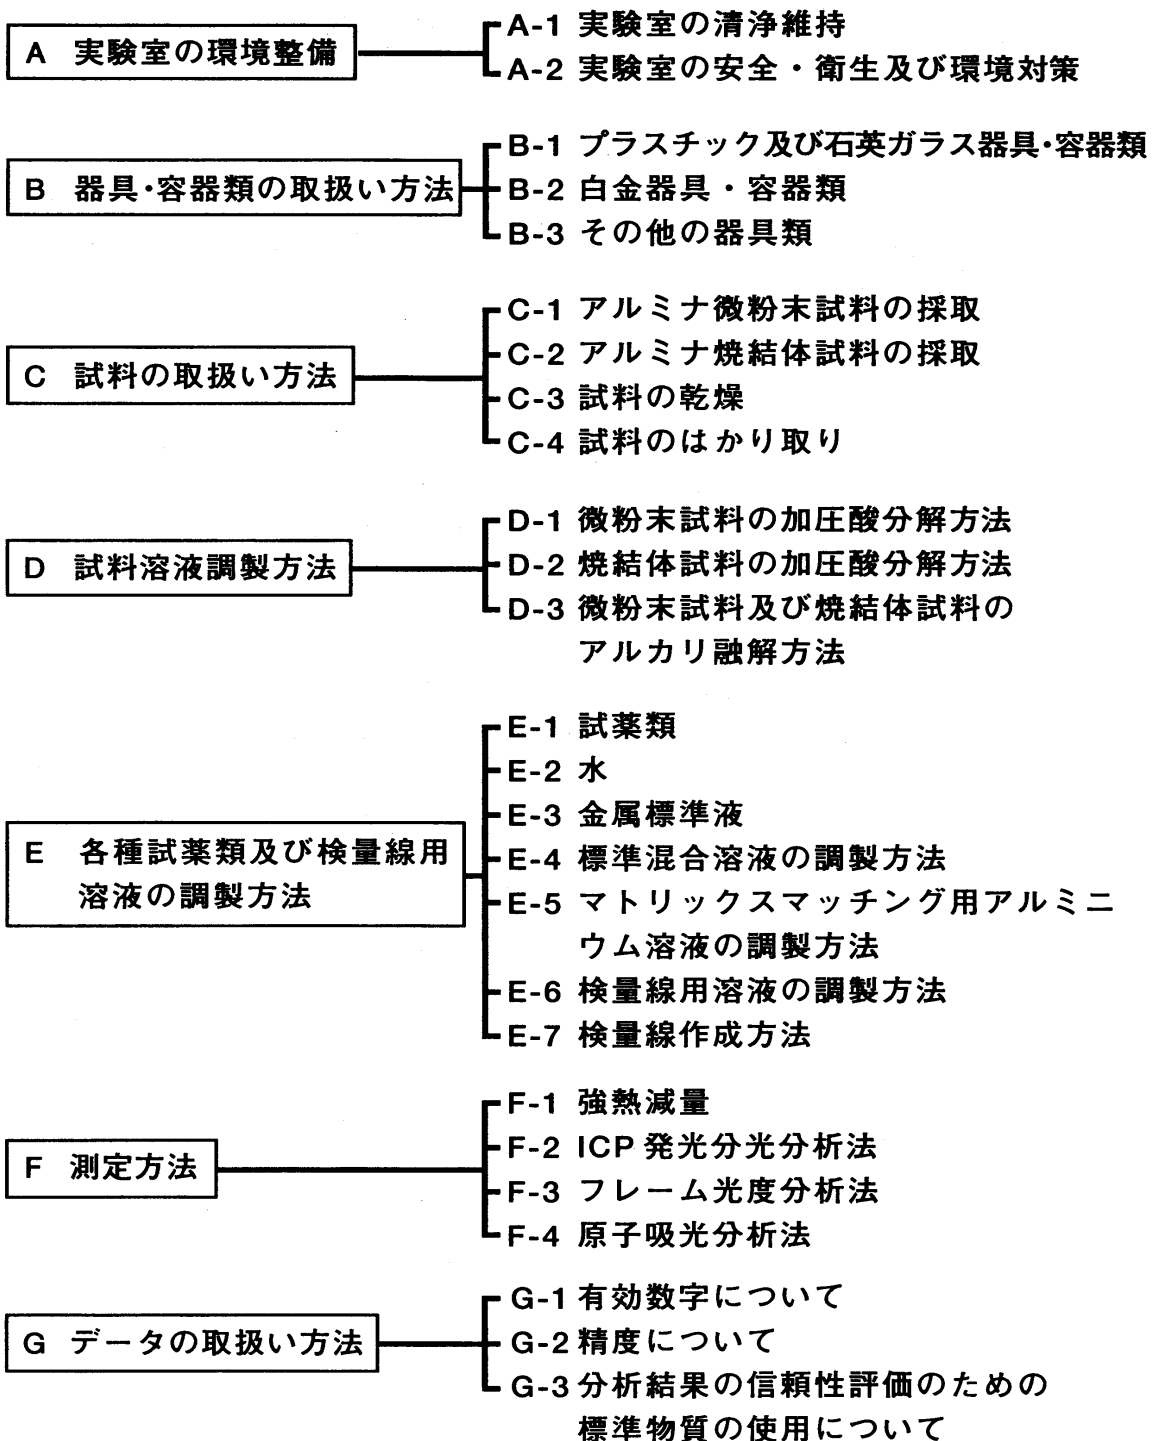 A 実験室の環境整備
A-1 実験室の清浄維持
A-2 実験室の安全・衛生及び環境対策
B 器具・容器類の取扱い方法
B-1 プラスチック及び石英ガラス器具・容器類
B-2 白金器具・容器類
B-3 その他の器具類
C 試料の取扱い方法
C-1 アルミナ微粉末試料の採取
C-2 アルミナ焼結体試料の採取
C-3 試料の乾燥
C-4 試料のはかり取り
D 試料溶液調製方法
D-1 微粉末試料の加圧酸分解方法
D-2 焼結体試料の加圧酸分解方法
D-3 微粉末試料及び焼結体試料の
アルカリ融解方法
E 各種試薬類及び検量線用
溶液の調製方法
E-1 試薬類
E-2 水
E-3 金属標準液
E-4 標準混合溶液の調製方法
E-5 マトリックスマッチング用アルミニ
ウム溶液の調製方法
E-6 検量線用溶液の調製方法
E-7 検量線作成方法
F 測定方法
F-1 強熱減量
F-2 ICP発光分光分析法
F-3 フレーム光度分析法
F-4 原子吸光分析法
G データの取扱い方法
G-1 有効数字について
G-2 精度について
G-3 分析結果の信頼性評価のための
標準物質の使用について